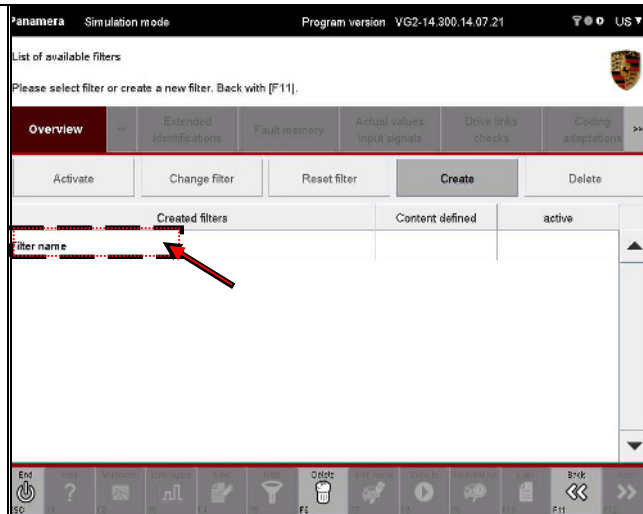 Panamera Simulation mode Program version VG2-14.300.14.07.21 US
List of available filters
Please select filter or create a new filter. Back with [F11].
Overview << Extended identifications Fault memory Actual values input signals Drive links checks Coding adaptations >>
Activate Change filter Reset filter Create Delete
Created filters Content defined active
ilter name
End Help Delete Back
F1 F11